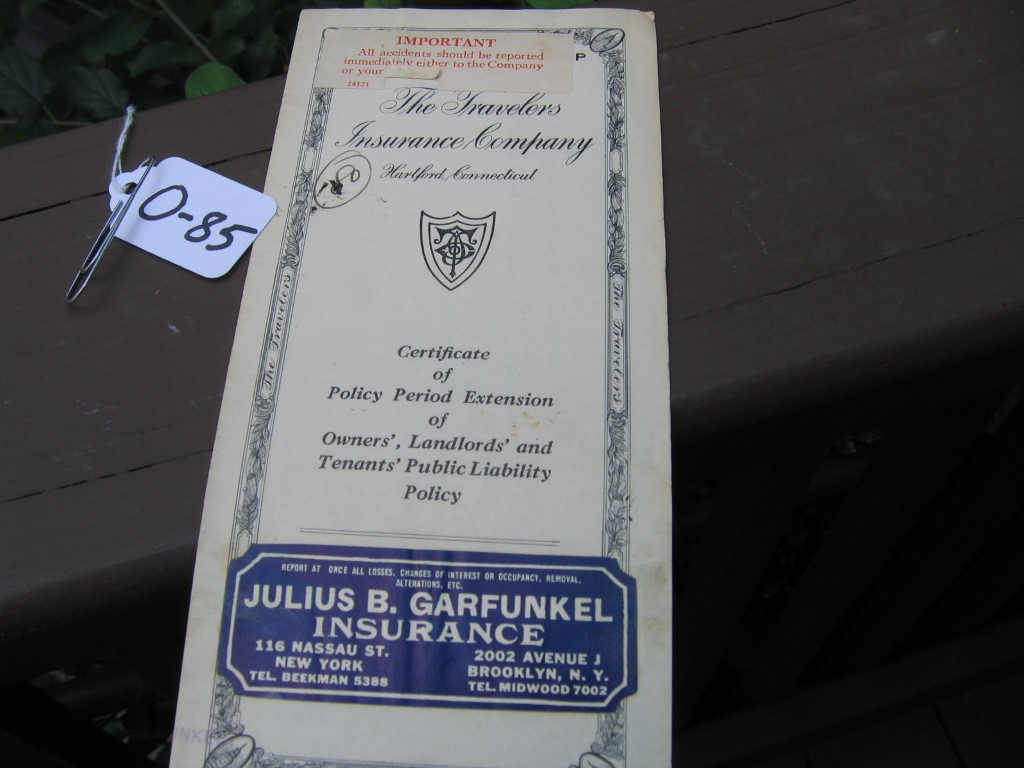 IMPORTANT
All accidents should be reported
immediately either to the Company
or your
24121
P
The Travelers
Insurance Company
Hartford, Connecticut
O-85
The Travelers
The Travelers
Certificate
of
Policy Period Extension
of
Owners', Landlords' and
Tenants' Public Liability
Policy
REPORT AT ONCE ALL LOSSES, CHANGES OF INTEREST OR OCCUPANCY, REMOVAL,
ALTERATIONS, ETC.
JULIUS B. GARFUNKEL
INSURANCE
116 NASSAU ST.
NEW YORK
TEL. BEEKMAN 5388
2002 AVENUE J
BROOKLYN, N. Y.
TEL. MIDWOOD 7002